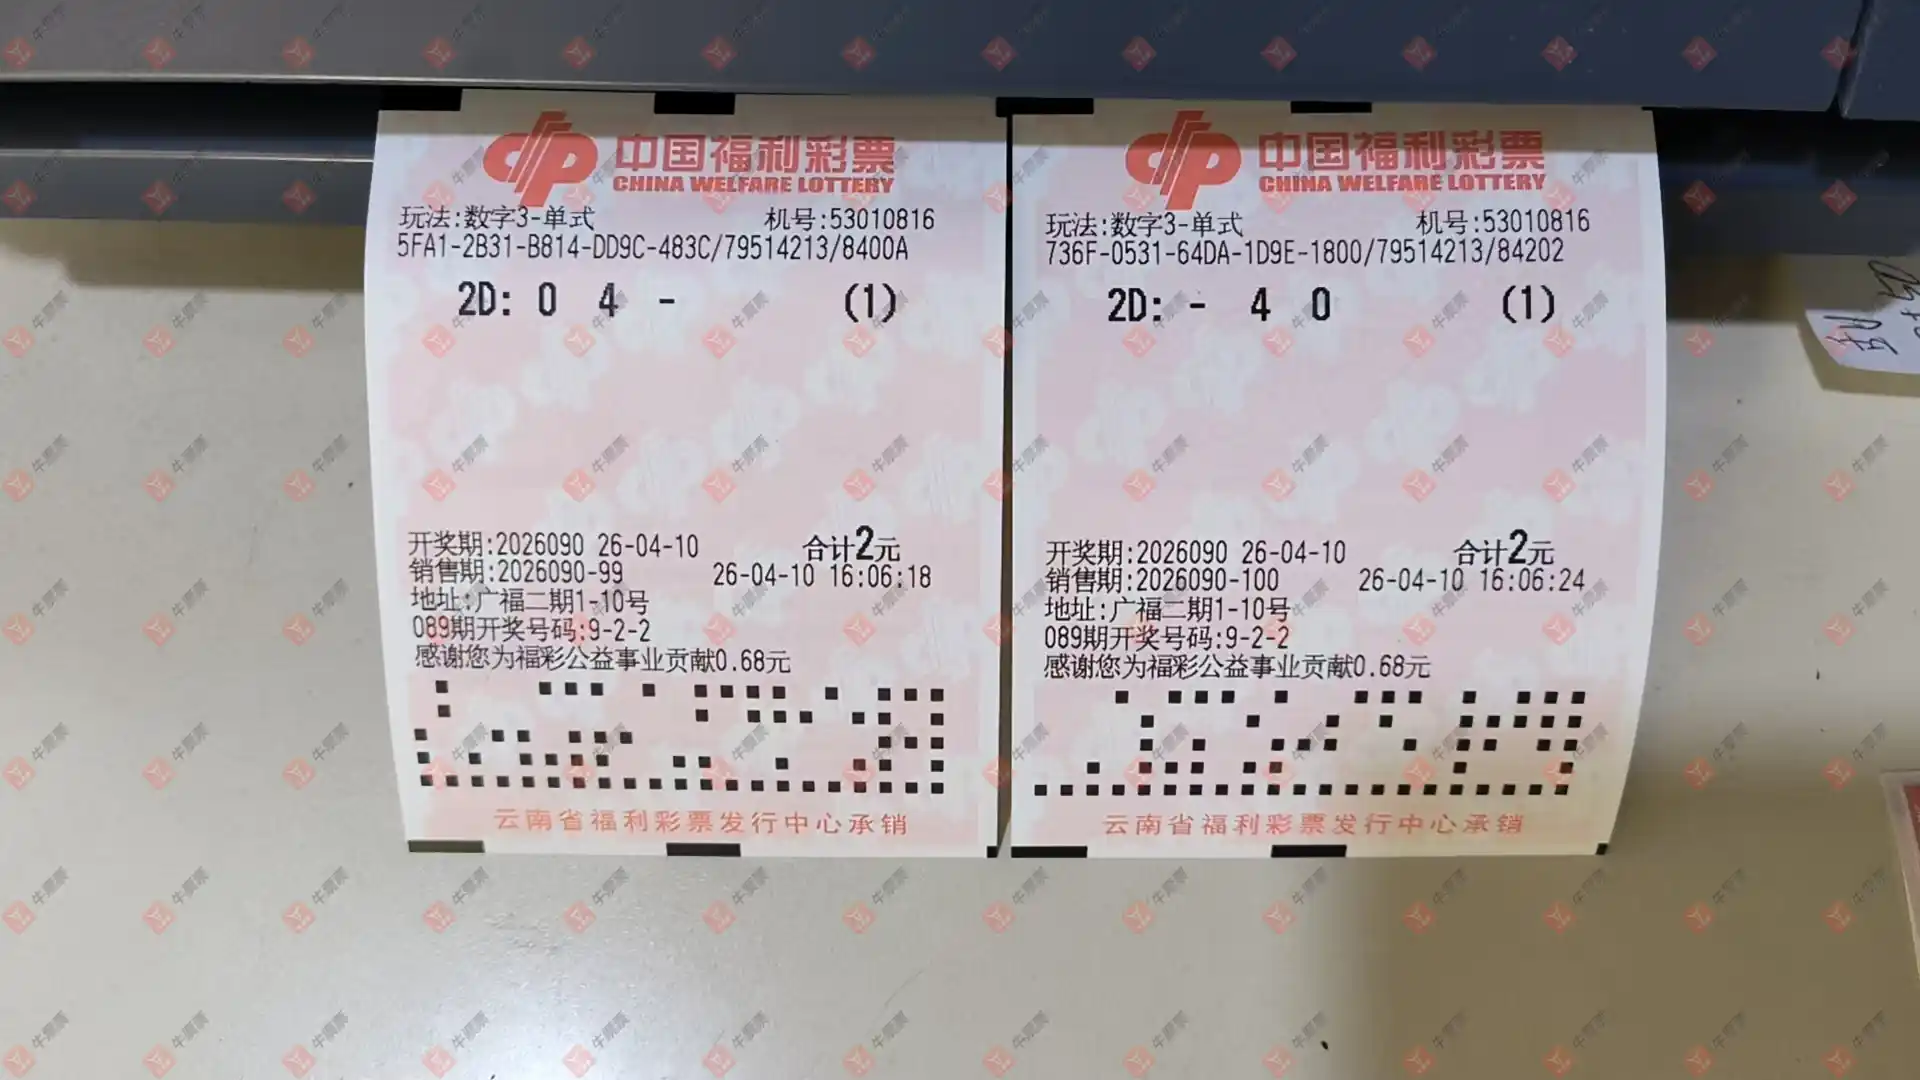 中国福利彩票
CHINA WELFARE LOTTERY
玩法:数字3-单式 机号:53010816
5FA1-2B31-B814-DD9C-483C/79514213/8400A
2D: 0 4 - (1)
开奖期:2026090 26-04-10 合计2元
销售期:2026090-99 26-04-10 16:06:18
地址:广福二期1-10号
089期开奖号码:9-2-2
感谢您为福彩公益事业贡献0.68元
云南省福利彩票发行中心承销
中国福利彩票
CHINA WELFARE LOTTERY
玩法:数字3-单式 机号:53010816
736F-0531-64DA-1D9E-1800/79514213/84202
2D: - 4 0 (1)
开奖期:2026090 26-04-10 合计2元
销售期:2026090-100 26-04-10 16:06:24
地址:广福二期1-10号
089期开奖号码:9-2-2
感谢您为福彩公益事业贡献0.68元
云南省福利彩票发行中心承销